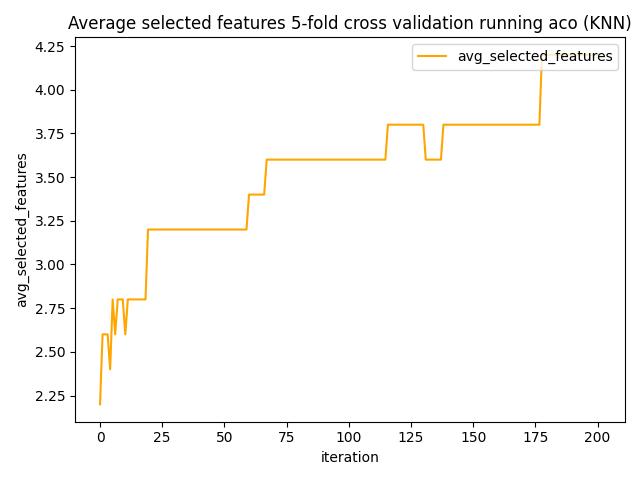 Average selected features 5-fold cross validation running aco (KNN)
avg_selected_features
4.25
4.00
3.75
3.50
3.25
3.00
2.75
2.50
2.25
avg_selected_features
0 25 50 75 100 125 150 175 200
iteration